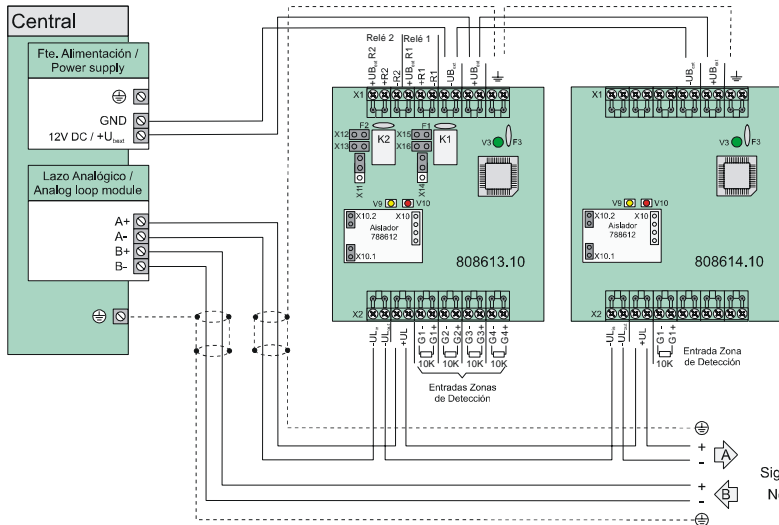 Central
Fte. Alimentación /
Power supply
GND
12V DC / +Ubext
Lazo Analógico /
Analog loop module
A+
A-
B+
B-
Relé 2
Relé 1
+UBext R2
+R2
-R2
+UBext R1
+R1
-R1
-UBext
+UBext
X1
F2
X12
X13
K2
X11
F1
X15
X16
K1
X14
V3
F3
V9
V10
X10.2
X10
Aislador
788612
X10.1
808613.10
X2
-ULin
-ULout
+UL
G1-
G1+
G2-
G2+
G3-
G3+
G4-
G4+
10K
10K
10K
10K
Entradas Zonas
de Detección
-UBext
+UBext
X1
V3
F3
V9
V10
X10.2
X10
Aislador
788612
X10.1
808614.10
X2
-ULin
-ULout
+UL
G1-
G1+
10K
Entrada Zona
de Detección
+
-
A
+
-
B